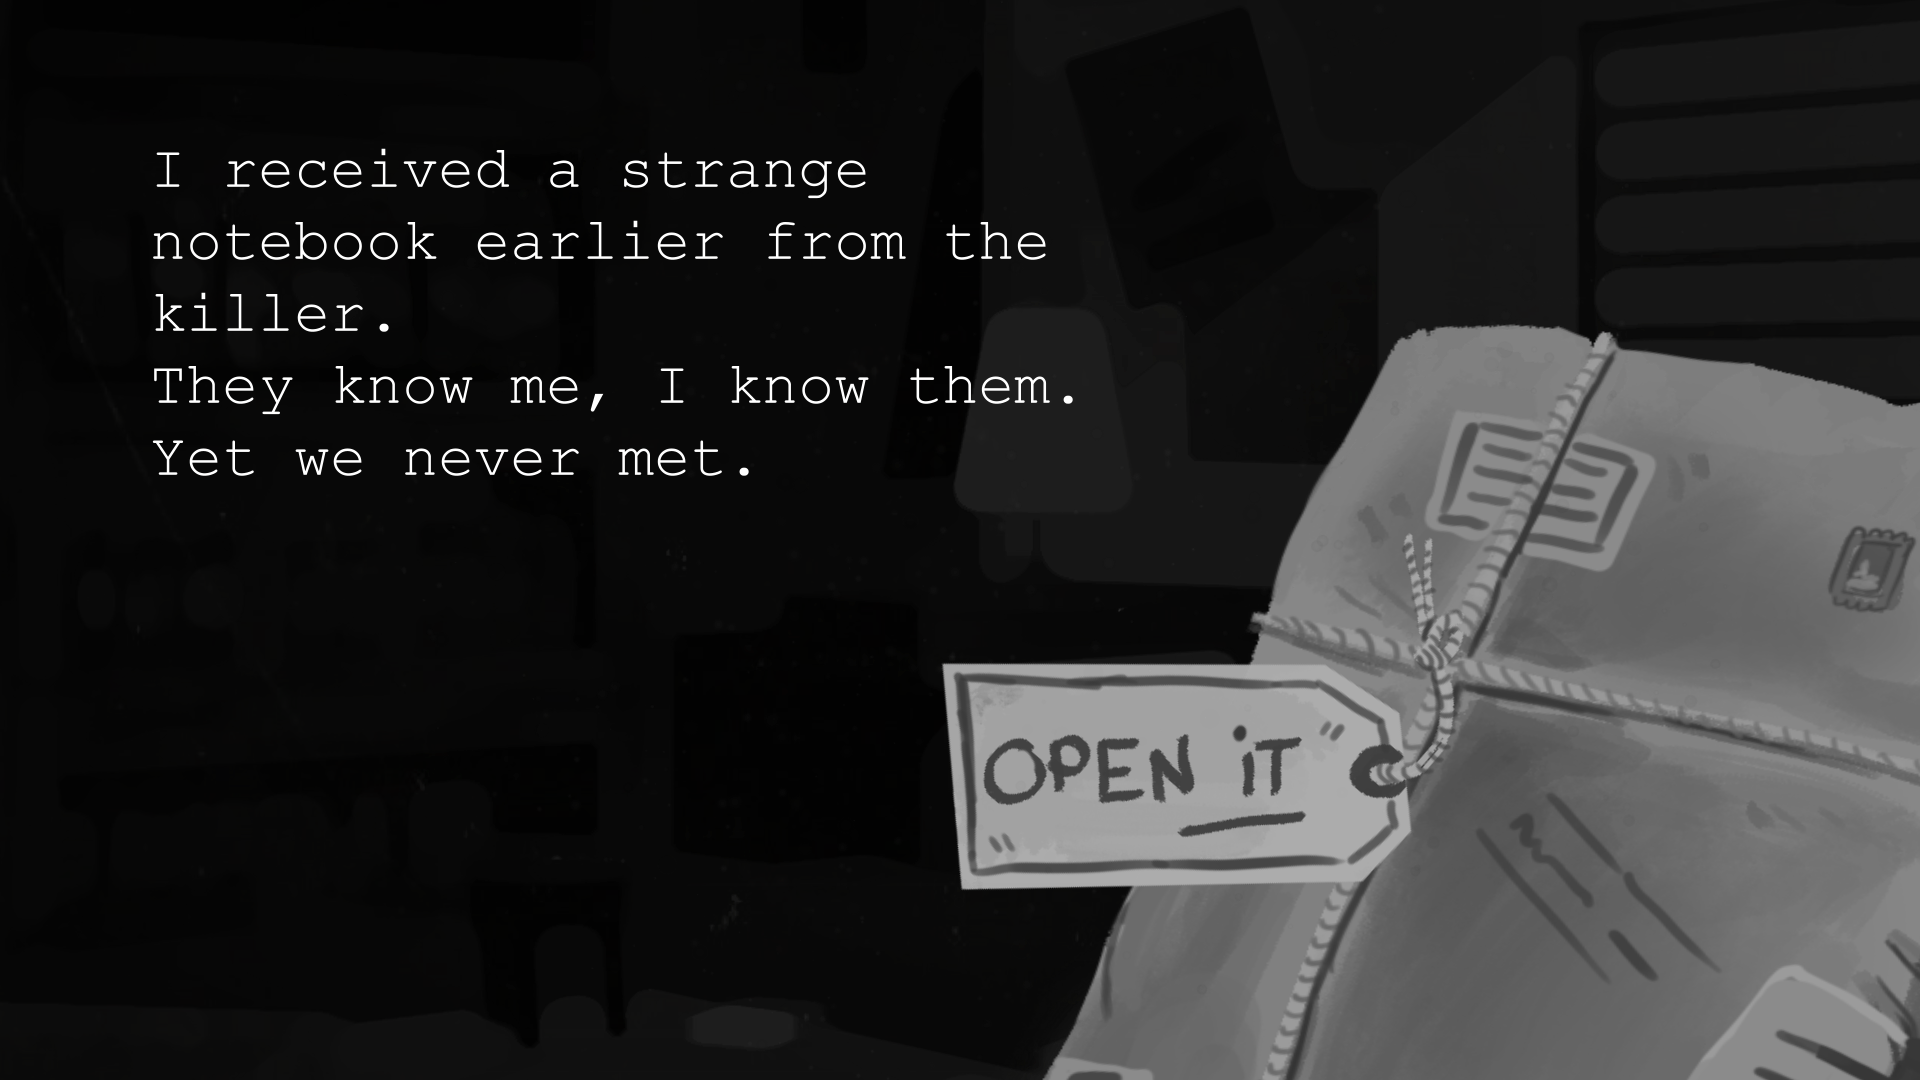 I received a strange
notebook earlier from the
killer.
They know me, I know them.
Yet we never met.
OPEN iT